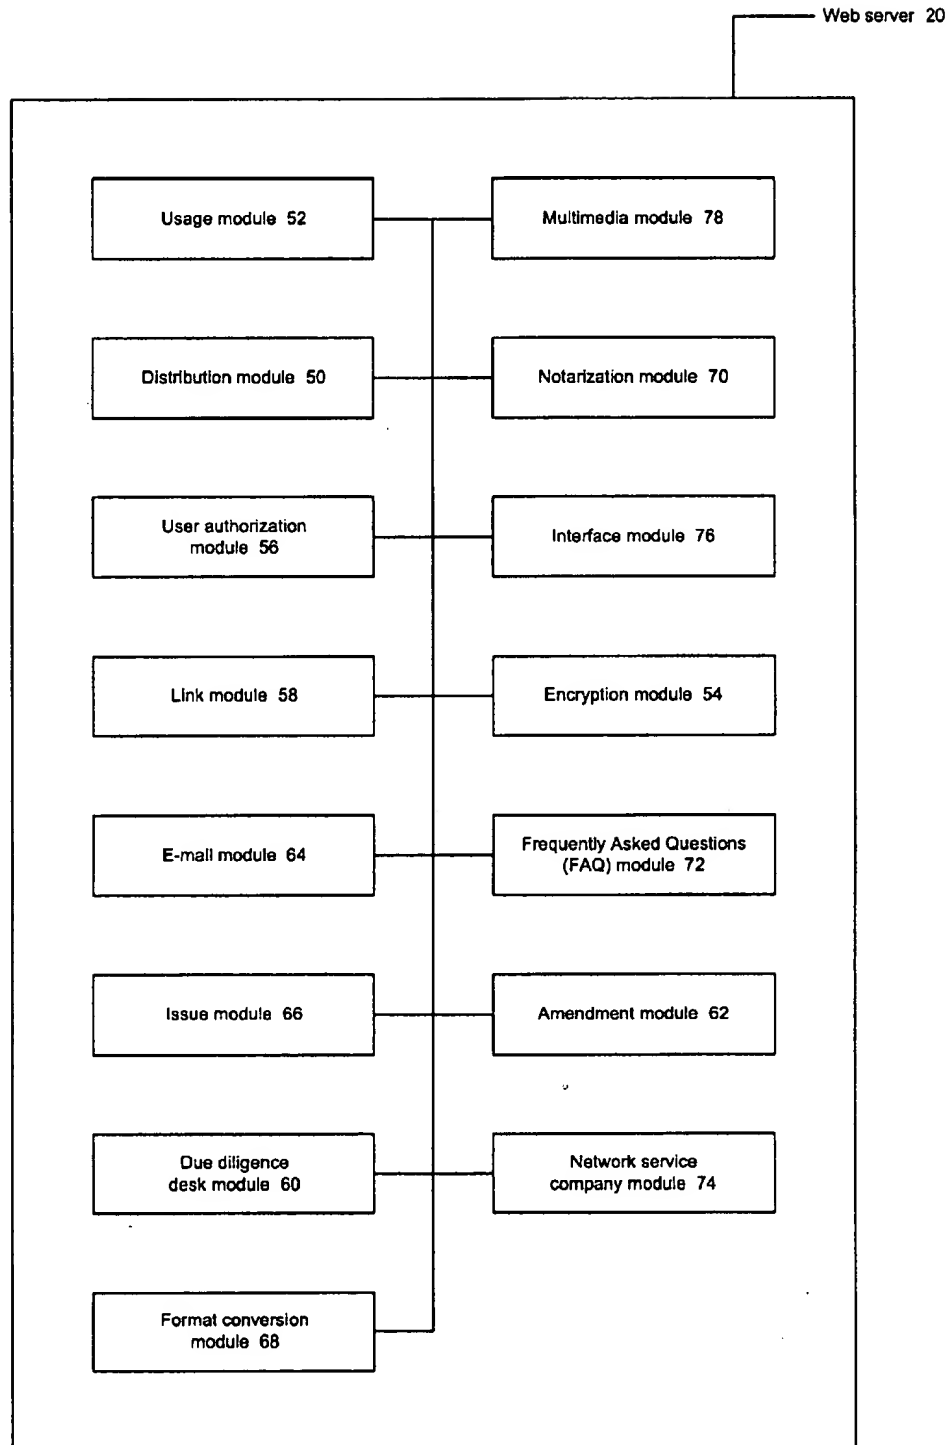 Web server 20
Usage module 52
Multimedia module 78
Distribution module 50
Notarization module 70
User authorization
module 56
Interface module 76
Link module 58
Encryption module 54
E-mail module 64
Frequently Asked Questions
(FAQ) module 72
Issue module 66
Amendment module 62
Due diligence
desk module 60
Network service
company module 74
Format conversion
module 68